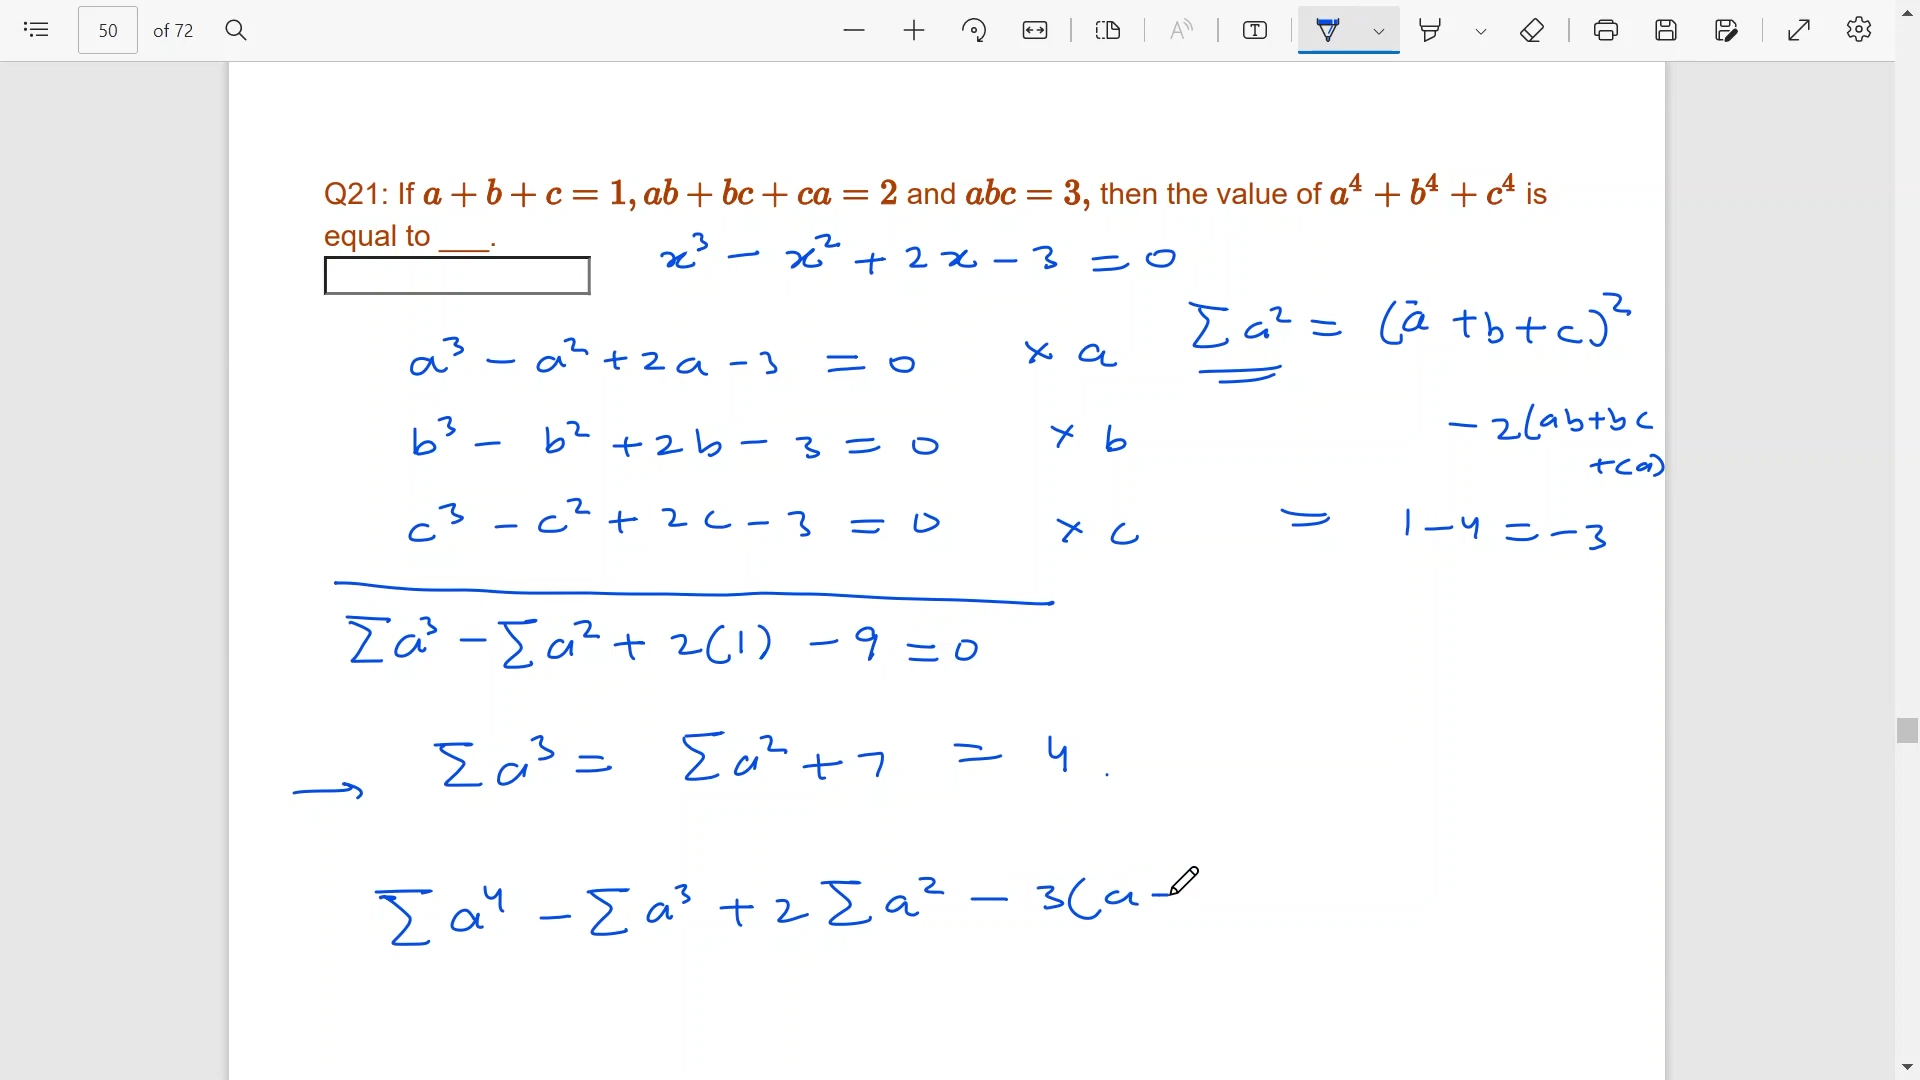 50 of 72
Q21: If a + b + c = 1, ab + bc + ca = 2 and abc = 3, then the value of a⁴ + b⁴ + c⁴ is
equal to ___.
x³ - x² + 2x - 3 = 0
Σa² = (a + b + c)²
- 2(ab + bc
+ ca)
= 1 - 4 = -3
a³ - a² + 2a - 3 = 0 × a
b³ - b² + 2b - 3 = 0 × b
c³ - c² + 2c - 3 = 0 × c
Σa³ - Σa² + 2(1) - 9 = 0
→ Σa³ = Σa² + 7 = 4.
Σa⁴ - Σa³ + 2Σa² - 3(a -